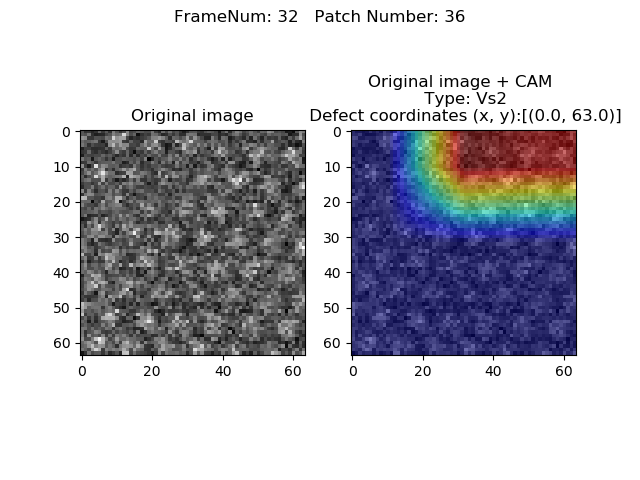 FrameNum: 32   Patch Number: 36
Original image
Original image + CAM
Type: Vs2
Defect coordinates (x, y):[(0.0, 63.0)]
0
10
20
30
40
50
60
0 20 40 60
0
10
20
30
40
50
60
0 20 40 60